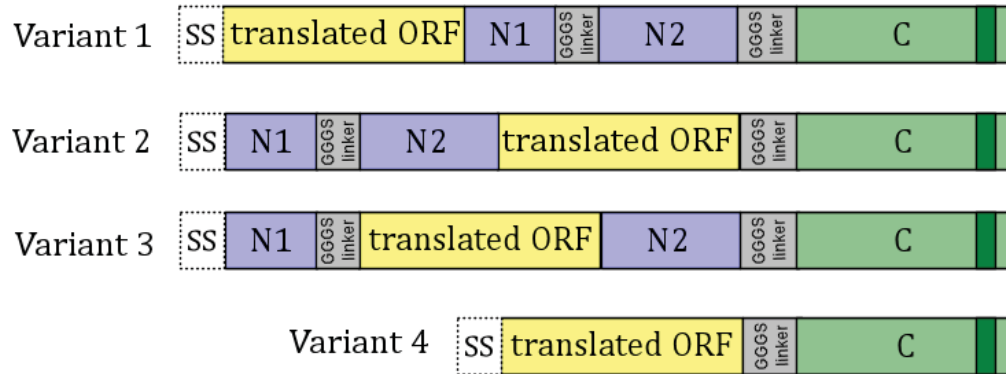 Variant 1 SS translated ORF N1 GGGS linker N2 GGGS linker C
Variant 2 SS N1 GGGS linker N2 translated ORF GGGS linker C
Variant 3 SS N1 GGGS linker translated ORF N2 GGGS linker C
Variant 4 SS translated ORF GGGS linker C